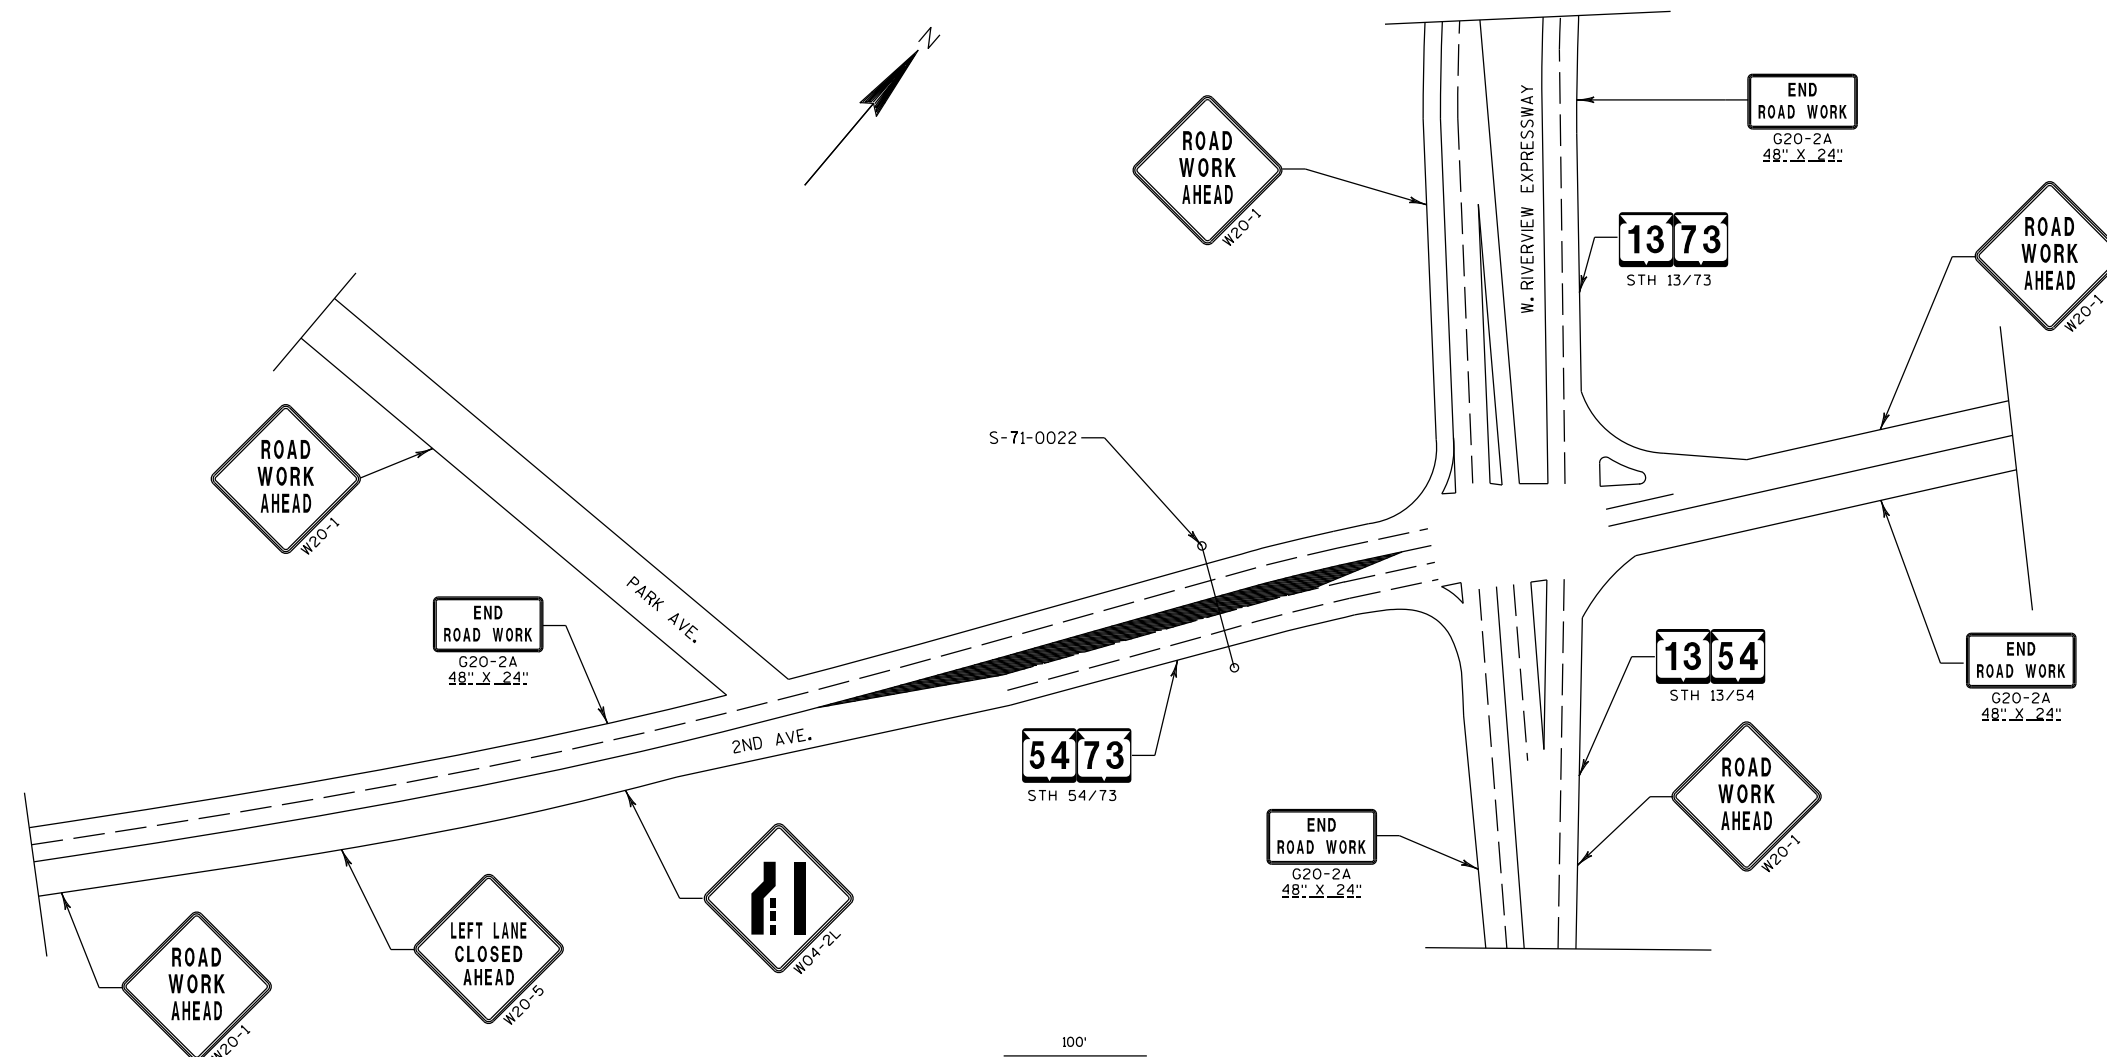 N
END
ROAD WORK
G20-2A
48" X 24"
ROAD
WORK
AHEAD
W20-1
W. RIVERVIEW EXPRESSWAY
13 73
STH 13/73
ROAD
WORK
AHEAD
W20-1
ROAD
WORK
AHEAD
W20-1
S-71-0022
PARK AVE.
END
ROAD WORK
G20-2A
48" X 24"
2ND AVE.
54 73
STH 54/73
13 54
STH 13/54
END
ROAD WORK
G20-2A
48" X 24"
ROAD
WORK
AHEAD
W20-1
END
ROAD WORK
G20-2A
48" X 24"
W04-2L
LEFT LANE
CLOSED
AHEAD
W20-5
ROAD
WORK
AHEAD
W20-1
100'